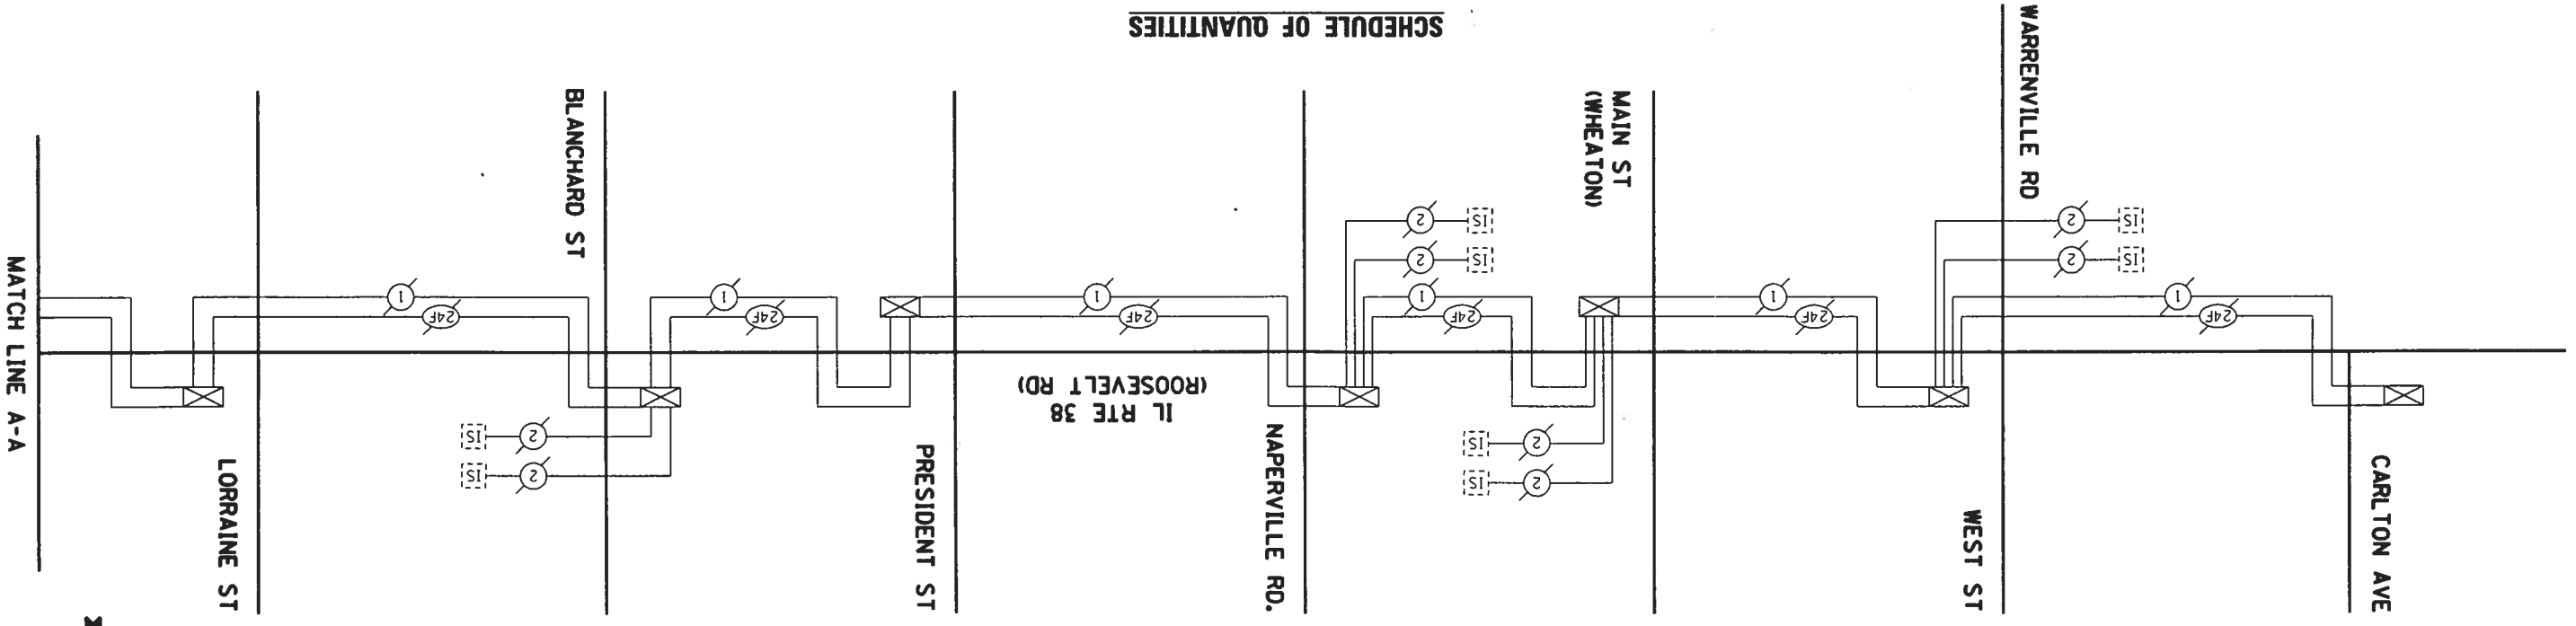 SCHEDULE OF QUANTITIES
WARRENVILLE RD
BLANCHARD ST
MAIN ST
(WHEATON)
2 IS
2 IS
2 IS
2 IS
MATCH LINE A-A
1
24F
1
24F
1
24F
1
24F
1
24F
1
24F
IL RTE 38
(ROOSEVELT RD)
IS 2
IS 2
IS 2
IS 2
LORRAINE ST
PRESIDENT ST
NAPERVILLE RD.
WEST ST
CARLTON AVE